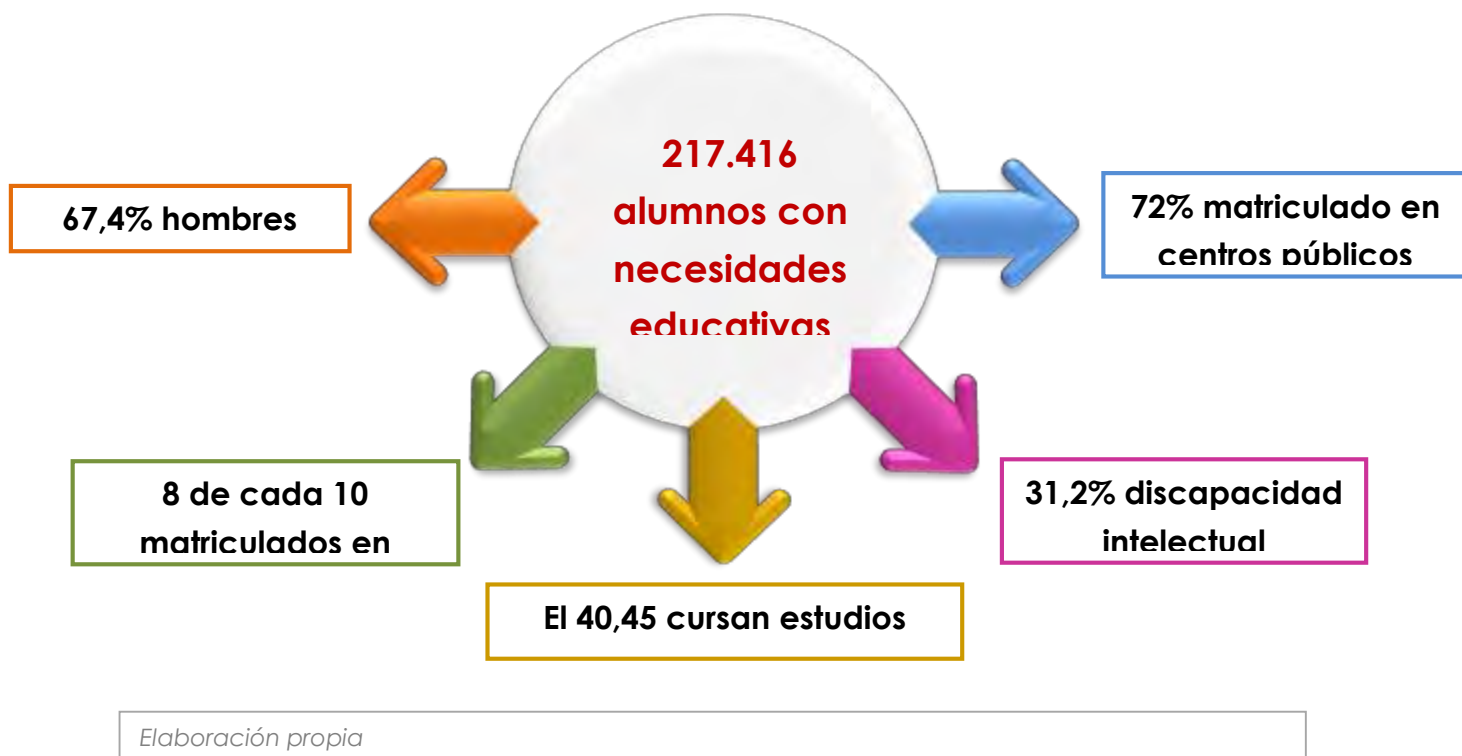 217.416
alumnos con
necesidades
educativas
67,4% hombres
72% matriculado en
centros públicos
8 de cada 10
matriculados en
31,2% discapacidad
intelectual
El 40,45 cursan estudios
Elaboración propia